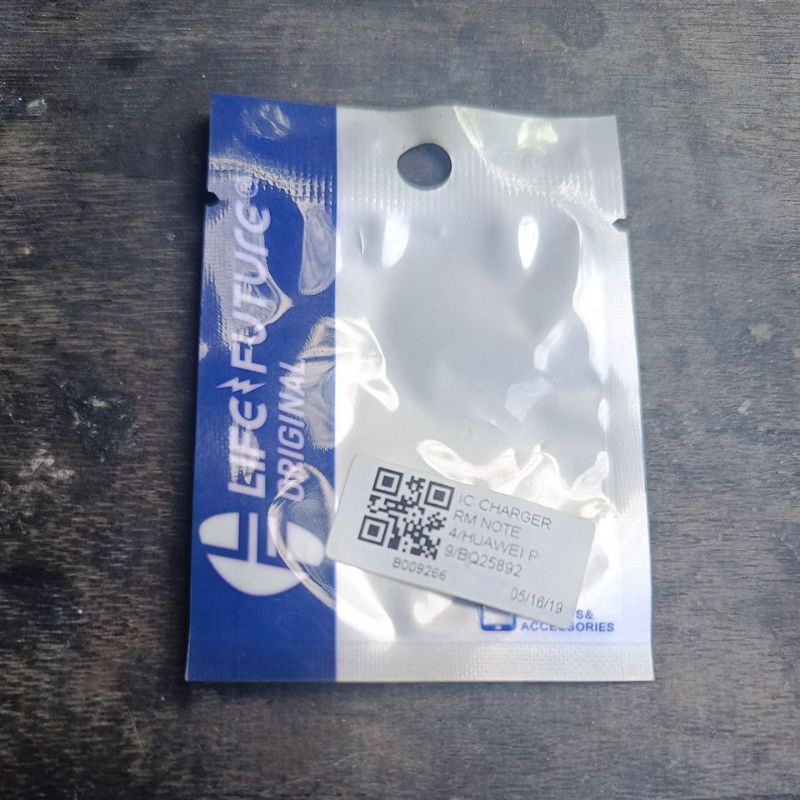 LIFE FUTURE®
ORIGINAL
IC CHARGER
RM NOTE
4/HUAWEI P
9/BQ25892
B009266
05/16/19
S&
ACCESSORIES